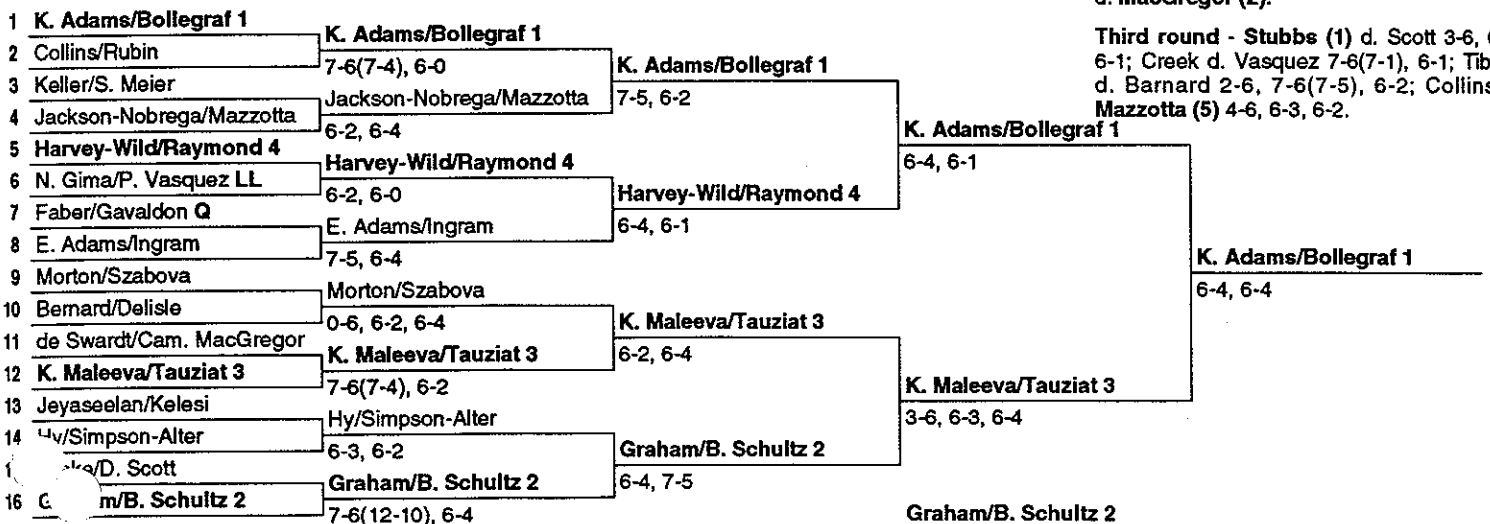 d. MacGregor (2).
Third round - Stubbs (1) d. Scott 3-6,
6-1; Creek d. Vasquez 7-6(7-1), 6-1;
d. Barnard 2-6, 7-6(7-5), 6-2; Collins
Mazzotta (5) 4-6, 6-3, 6-2.
1 K. Adams/Bollegraf 1
2 Collins/Rubin
3 Keller/S. Meier
4 Jackson-Nobrega/Mazzotta
5 Harvey-Wild/Raymond 4
6 N. Gima/P. Vasquez LL
7 Faber/Gavaldon Q
8 E. Adams/Ingram
9 Morton/Szabova
10 Bernard/Delisle
11 de Swardt/Cam. MacGregor
12 K. Maleeva/Tauziat 3
13 Jeyaseelan/Kelesi
14 Hy/Simpson-Alter
/D. Scott
16 /B. Schultz 2
K. Adams/Bollegraf 1
7-6(7-4), 6-0
Jackson-Nobrega/Mazzotta
6-2, 6-4
Harvey-Wild/Raymond 4
6-2, 6-0
E. Adams/Ingram
7-5, 6-4
Morton/Szabova
0-6, 6-2, 6-4
K. Maleeva/Tauziat 3
7-6(7-4), 6-2
Hy/Simpson-Alter
6-3, 6-2
Graham/B. Schultz 2
7-6(12-10), 6-4
K. Adams/Bollegraf 1
7-5, 6-2
Harvey-Wild/Raymond 4
6-4, 6-1
K. Maleeva/Tauziat 3
6-2, 6-4
Graham/B. Schultz 2
6-4, 7-5
K. Adams/Bollegraf 1
6-4, 6-1
K. Maleeva/Tauziat 3
3-6, 6-3, 6-4
K. Adams/Bollegraf 1
6-4, 6-4
Graham/B. Schultz 2